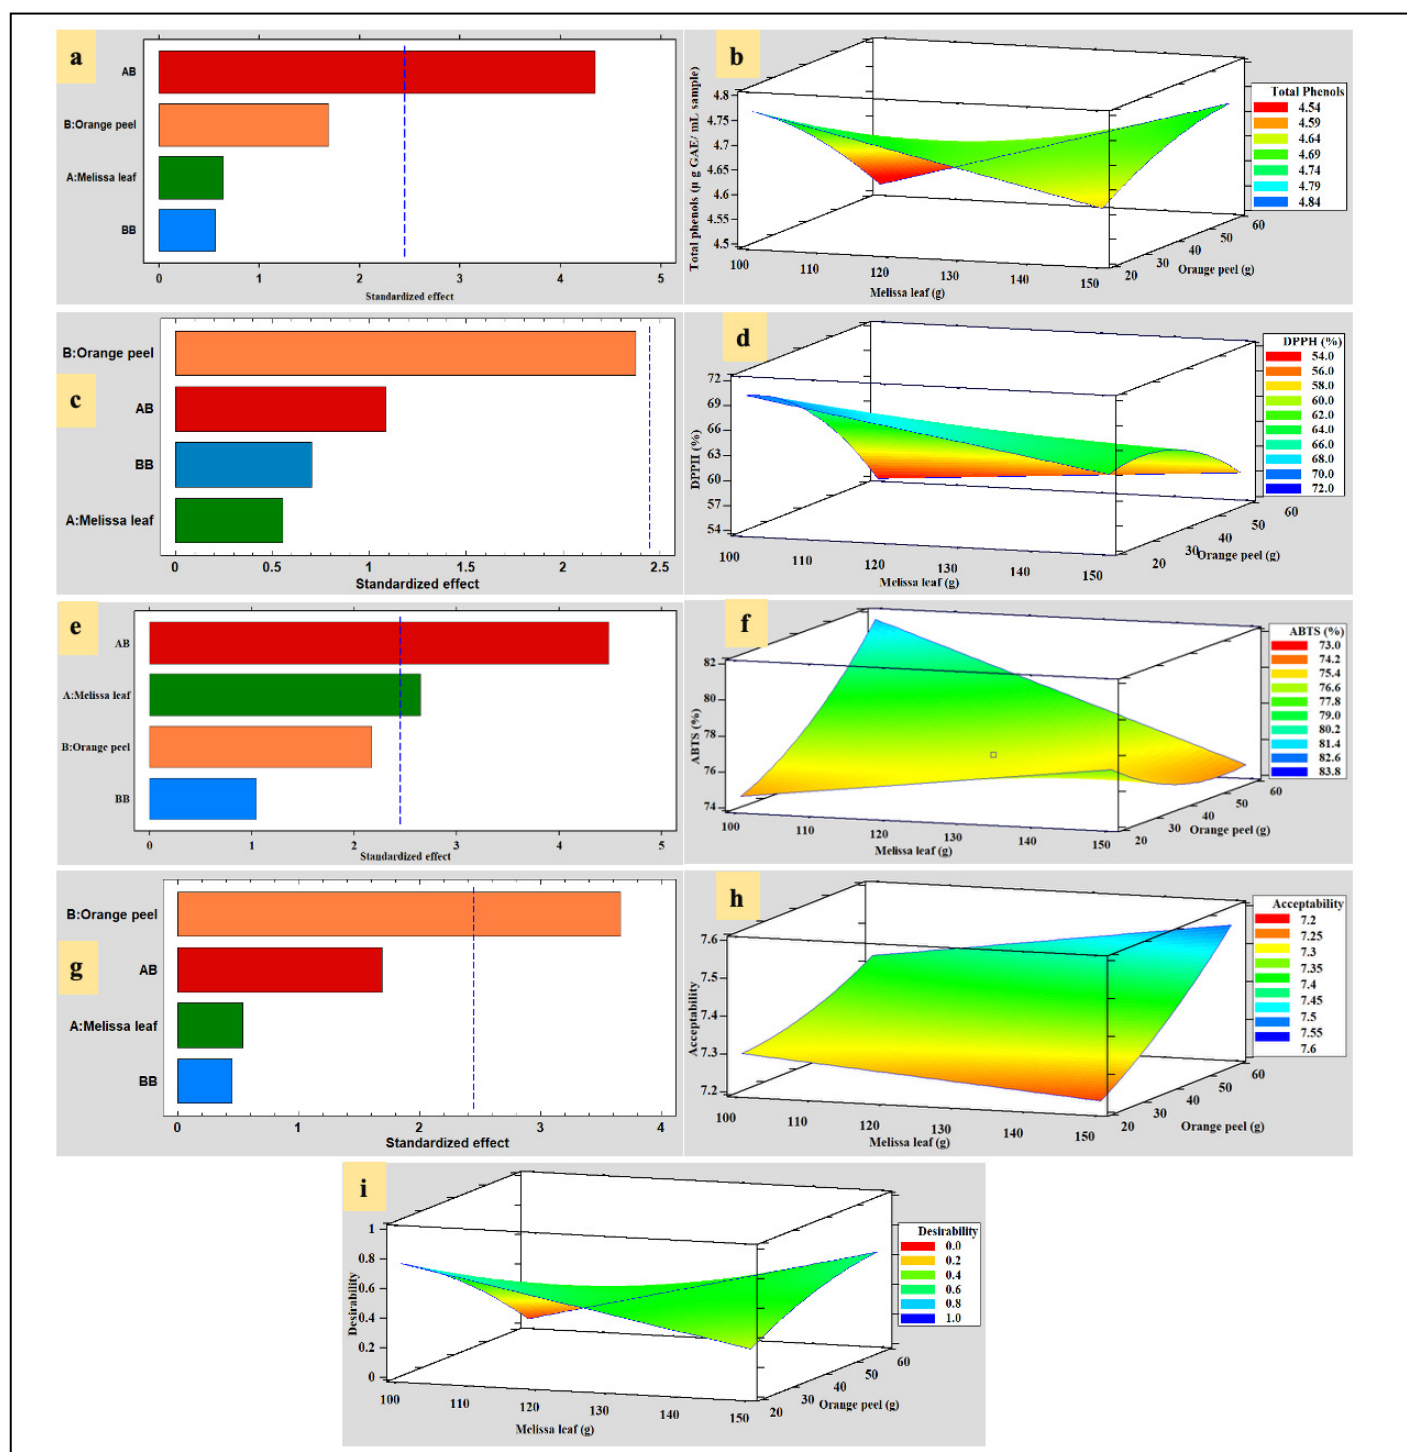 a
AB
B:Orange peel
A:Melissa leaf
BB
0 1 2 3 4 5
Standardized effect
b
Total phenols (µ g GAE/ mL sample)
4.8
4.75
4.7
4.65
4.6
4.55
4.5
100 110 120 130 140 150
Melissa leaf (g)
20 30 40 50 60
Orange peel (g)
Total Phenols
4.54
4.59
4.64
4.69
4.74
4.79
4.84
c
B:Orange peel
AB
BB
A:Melissa leaf
0 0.5 1 1.5 2 2.5
Standardized effect
d
DPPH (%)
72
69
66
63
60
57
54
100 110 120 130 140 150
Melissa leaf (g)
20 30 40 50 60
Orange peel (g)
DPPH (%)
54.0
56.0
58.0
60.0
62.0
64.0
66.0
68.0
70.0
72.0
e
AB
A:Melissa leaf
B:Orange peel
BB
0 1 2 3 4 5
Standardized effect
f
ABTS (%)
82
80
78
76
74
100 110 120 130 140 150
Melissa leaf (g)
20 30 40 50 60
Orange peel (g)
ABTS (%)
73.0
74.2
75.4
76.6
77.8
79.0
80.2
81.4
82.6
83.8
g
B:Orange peel
AB
A:Melissa leaf
BB
0 1 2 3 4
Standardized effect
h
Acceptability
7.6
7.5
7.4
7.3
7.2
100 110 120 130 140 150
Melissa leaf (g)
20 30 40 50 60
Orange peel (g)
Acceptability
7.2
7.25
7.3
7.35
7.4
7.45
7.5
7.55
7.6
i
Desirability
1
0.8
0.6
0.4
0.2
0
100 110 120 130 140 150
Melissa leaf (g)
20 30 40 50 60
Orange peel (g)
Desirability
0.0
0.2
0.4
0.6
0.8
1.0